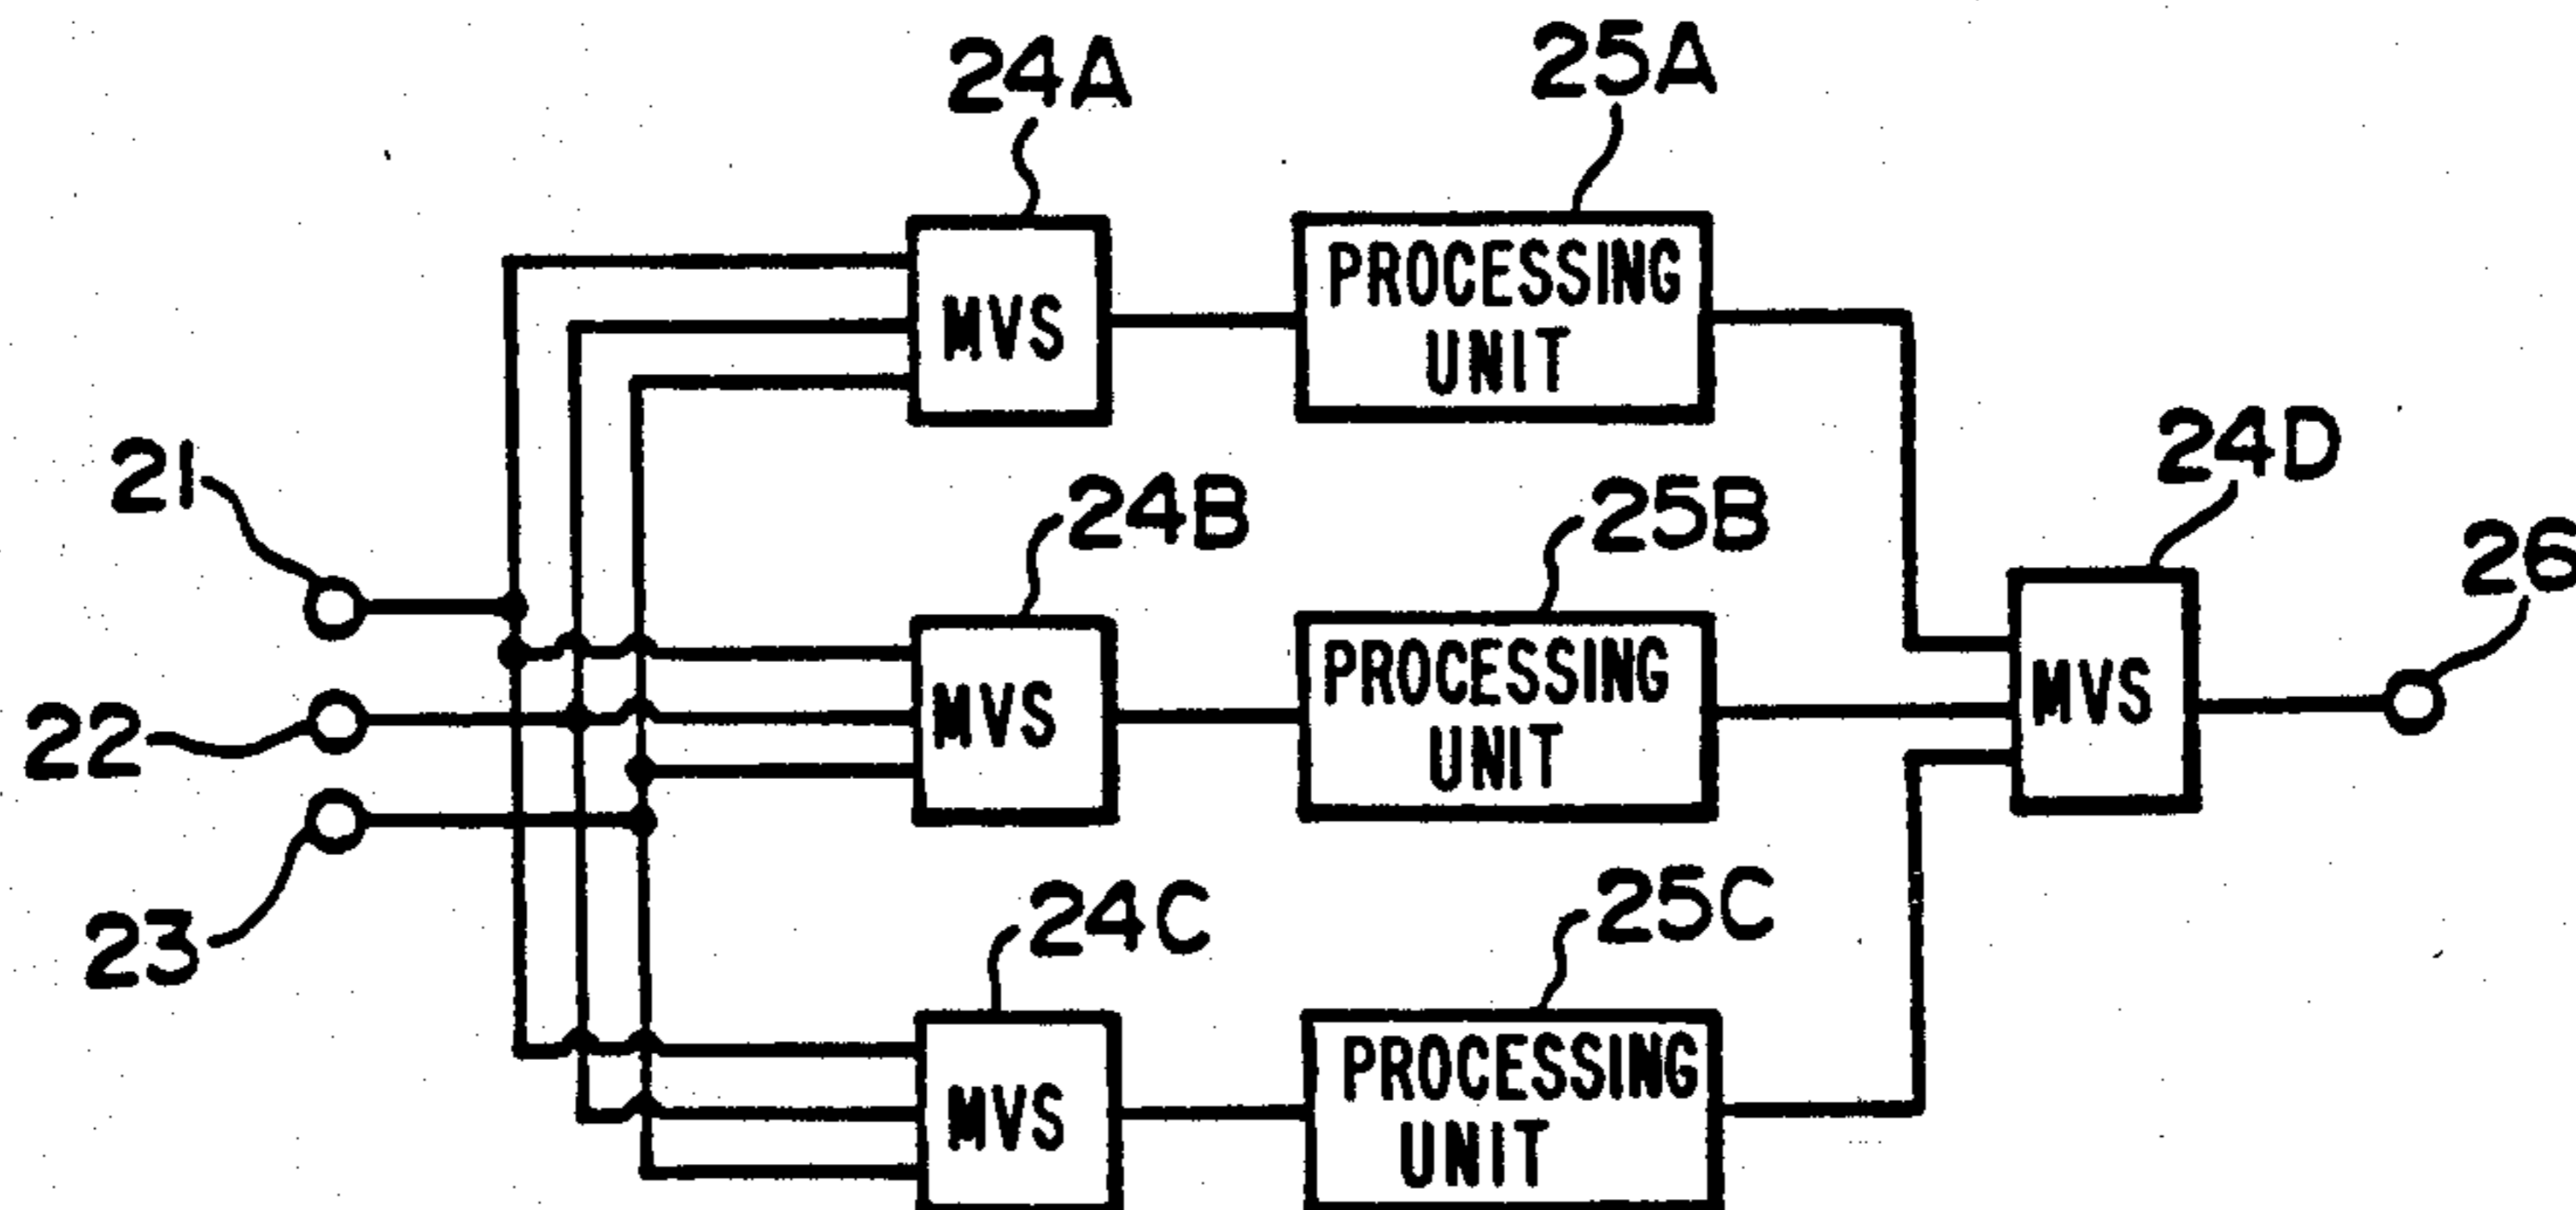 24A
25A
PROCESSING
UNIT
MVS
21
24B
25B
24D
26
PROCESSING
UNIT
MVS
MVS
22
23
24C
25C
PROCESSING
UNIT
MVS